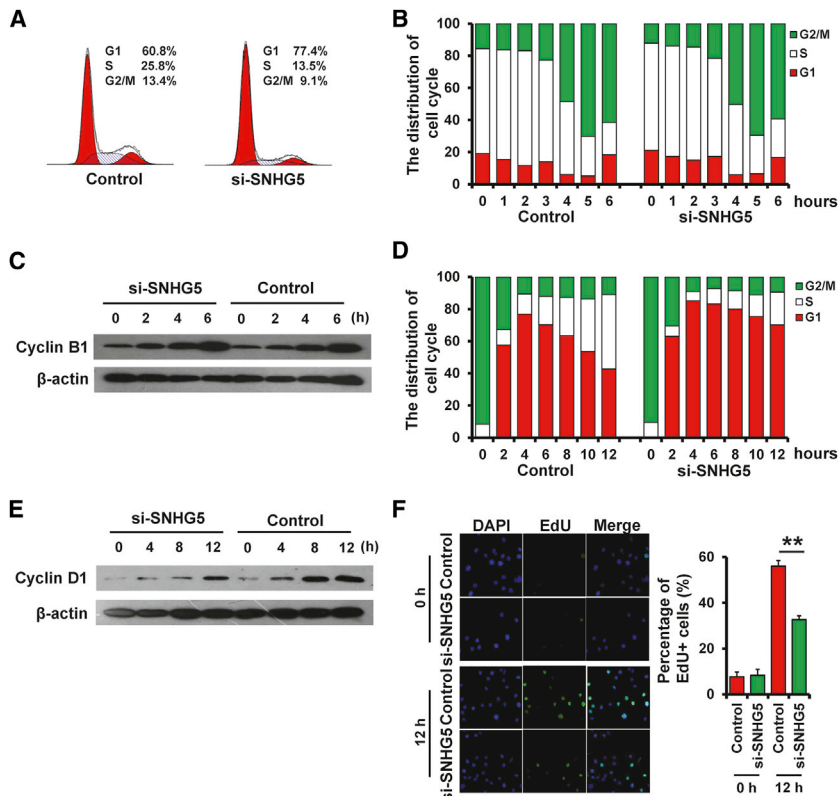 A
G1 60.8%
S 25.8%
G2/M 13.4%
G1 77.4%
S 13.5%
G2/M 9.1%
Control
si-SNHG5
B
The distribution of
cell cycle
100
80
60
40
20
0
G2/M
S
G1
0 1 2 3 4 5 6 0 1 2 3 4 5 6 hours
Control si-SNHG5
C
si-SNHG5 Control
0 2 4 6 0 2 4 6 (h)
Cyclin B1
β-actin
D
The distribution of
cell cycle
100
80
60
40
20
0
G2/M
S
G1
0 2 4 6 8 10 12 0 2 4 6 8 10 12 hours
Control si-SNHG5
E
si-SNHG5 Control
0 4 8 12 0 4 8 12 (h)
Cyclin D1
β-actin
F
DAPI EdU Merge
0 h
Control
si-SNHG5
12 h
Control
si-SNHG5
Percentage of
EdU+ cells (%)
60
40
20
0
**
Control
si-SNHG5
Control
si-SNHG5
0 h 12 h